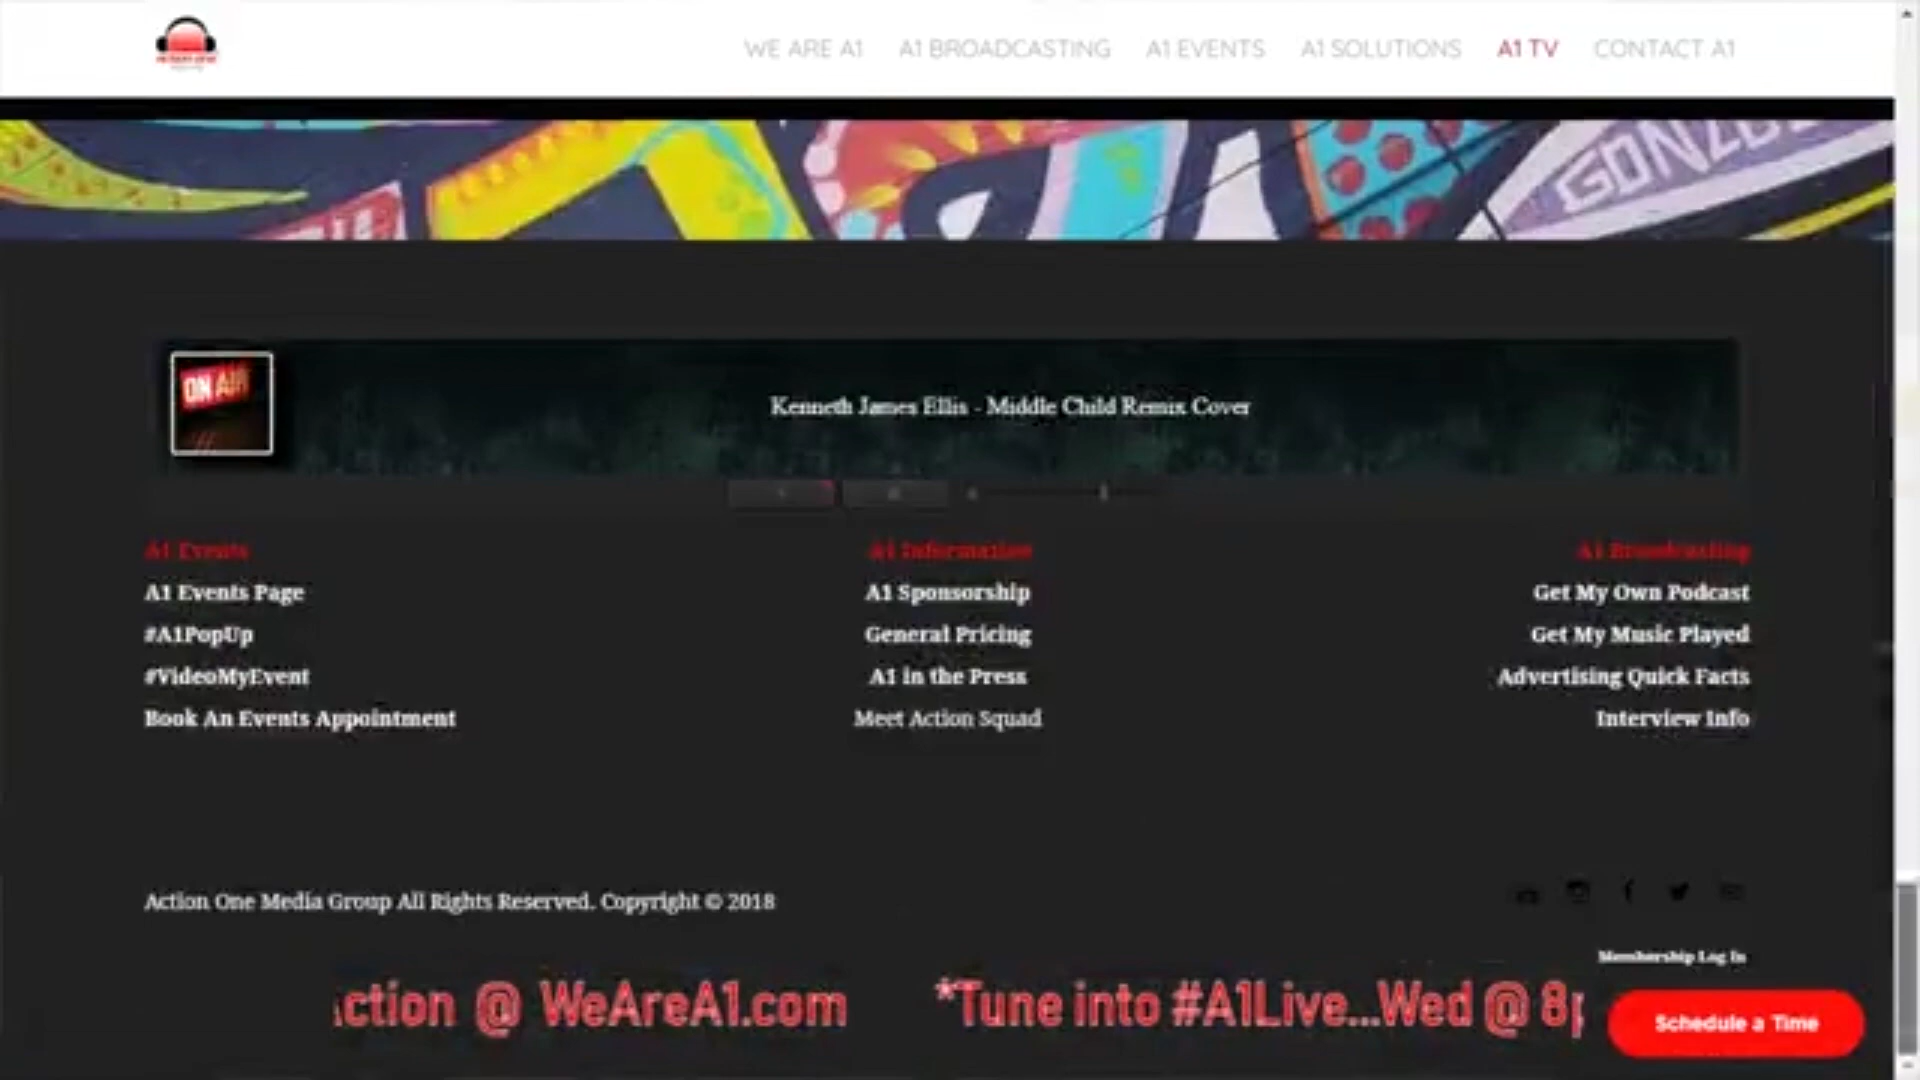 action one
WE ARE A1 A1 BROADCASTING A1 EVENTS A1 SOLUTIONS A1 TV CONTACT A1
ON AIR
Kenneth James Ellis - Middle Child Remix Cover
A1 Events A1 Information A1 Broadcasting
A1 Events Page A1 Sponsorship Get My Own Podcast
#A1PopUp General Pricing Get My Music Played
#VideoMyEvent A1 in the Press Advertising Quick Facts
Book An Events Appointment Meet Action Squad Interview Info
Action One Media Group All Rights Reserved. Copyright © 2018
Membership Log In
ction @ WeAreA1.com *Tune into #A1Live...Wed @ 8p
Schedule a Time